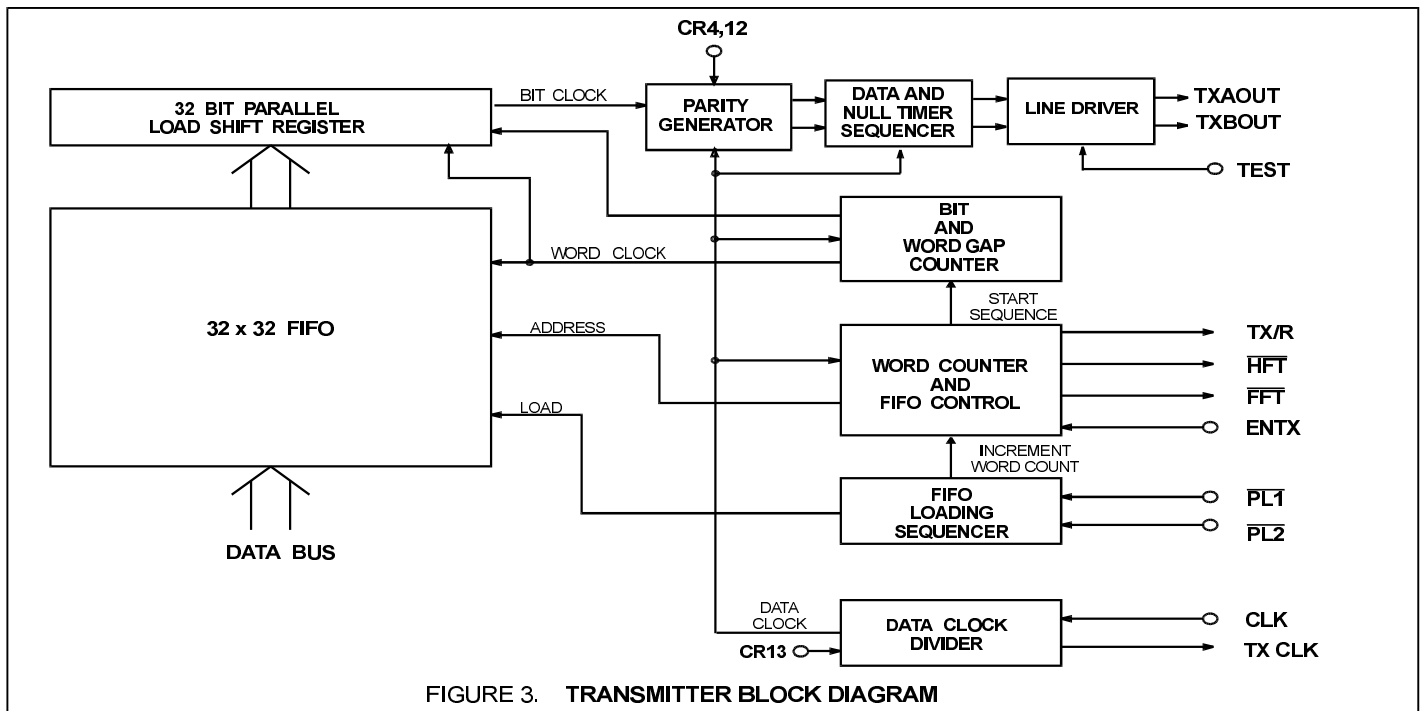 CR4,12
32 BIT PARALLEL
LOAD SHIFT REGISTER
BIT CLOCK
PARITY
GENERATOR
DATA AND
NULL TIMER
SEQUENCER
LINE DRIVER
TXAOUT
TXBOUT
TEST
BIT
AND
WORD GAP
COUNTER
WORD CLOCK
START
SEQUENCE
32 x 32 FIFO
ADDRESS
WORD COUNTER
AND
FIFO CONTROL
TX/R
HFT
FFT
ENTX
LOAD
INCREMENT
WORD COUNT
FIFO
LOADING
SEQUENCER
PL1
PL2
DATA BUS
DATA
CLOCK
DATA CLOCK
DIVIDER
CLK
TX CLK
CR13
FIGURE 3. TRANSMITTER BLOCK DIAGRAM